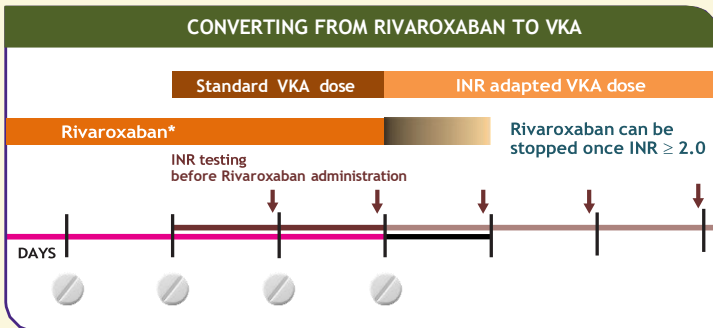 CONVERTING FROM RIVAROXABAN TO VKA
Standard VKA dose
INR adapted VKA dose
Rivaroxaban*
Rivaroxaban can be
stopped once INR ≥ 2.0
INR testing
before Rivaroxaban administration
DAYS